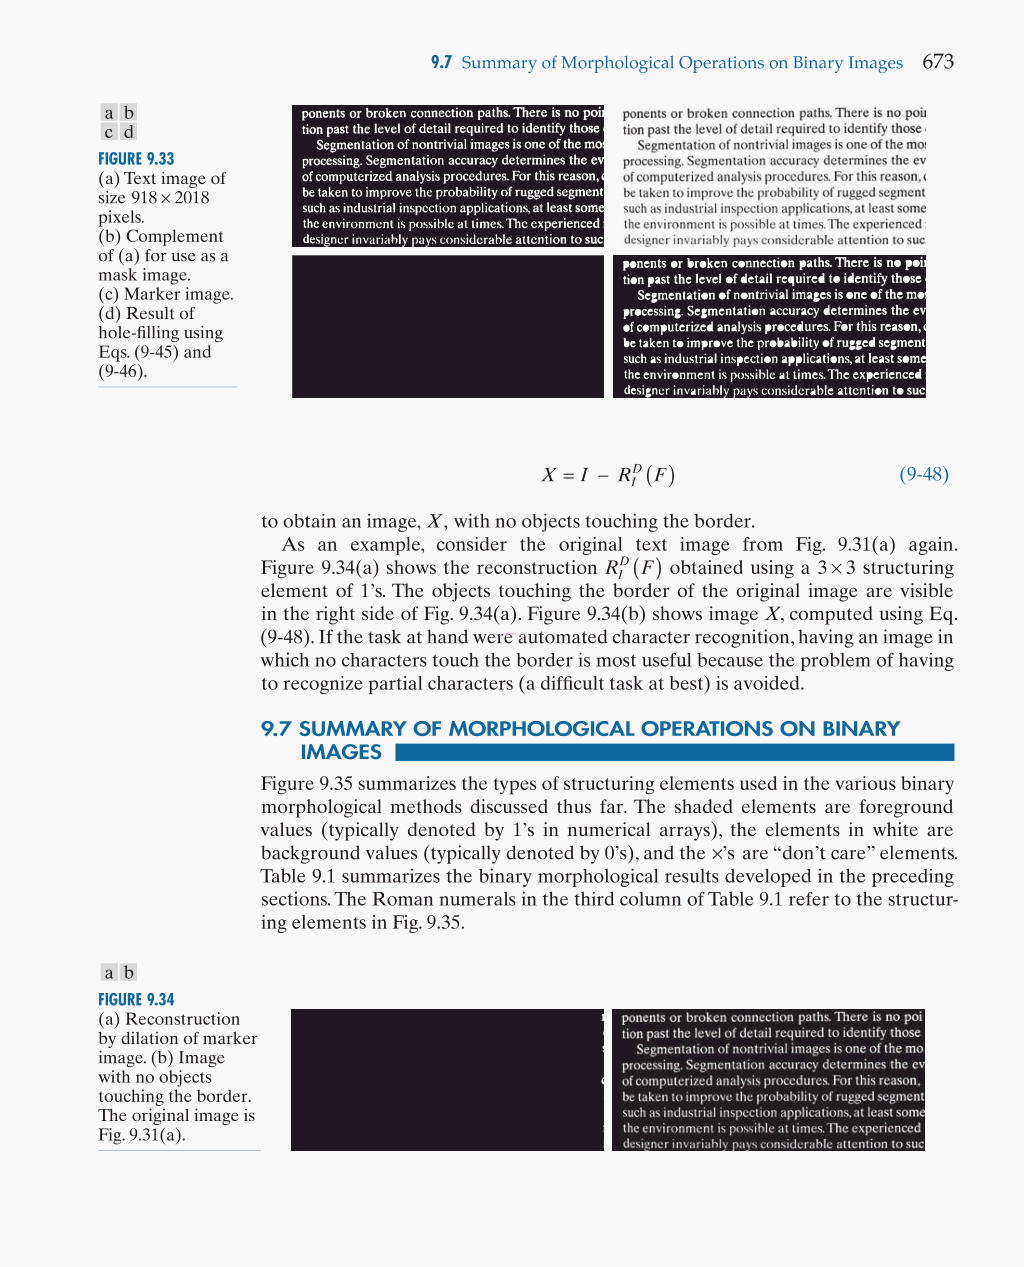 9.7 Summary of Morphological Operations on Binary Images 673
a b
c d
FIGURE 9.33
(a) Text image of
size 918 × 2018
pixels.
(b) Complement
of (a) for use as a
mask image.
(c) Marker image.
(d) Result of
hole-filling using
Eqs. (9-45) and
(9-46).
ponents or broken connection paths. There is no poi
tion past the level of detail required to identify those
Segmentation of nontrivial images is one of the mo
processing. Segmentation accuracy determines the ev
of computerized analysis procedures. For this reason,
be taken to improve the probability of rugged segment
such as industrial inspection applications, at least some
the environment is possible at times. The experienced
designer invariably pays considerable attention to suc
ponents or broken connection paths. There is no poi
tion past the level of detail required to identify those
Segmentation of nontrivial images is one of the mo
processing. Segmentation accuracy determines the ev
of computerized analysis procedures. For this reason,
be taken to improve the probability of rugged segment
such as industrial inspection applications, at least some
the environment is possible at times. The experienced
designer invariably pays considerable attention to suc
ponents or broken connection paths. There is no poi
tion past the level of detail required to identify those
Segmentation of nontrivial images is one of the mo
processing. Segmentation accuracy determines the ev
of computerized analysis procedures. For this reason,
be taken to improve the probability of rugged segment
such as industrial inspection applications, at least some
the environment is possible at times. The experienced
designer invariably pays considerable attention to suc
X = I − R_I^D (F) (9-48)
to obtain an image, X, with no objects touching the border.
As an example, consider the original text image from Fig. 9.31(a) again.
Figure 9.34(a) shows the reconstruction R_I^D (F) obtained using a 3 × 3 structuring
element of 1’s. The objects touching the border of the original image are visible
in the right side of Fig. 9.34(a). Figure 9.34(b) shows image X, computed using Eq.
(9-48). If the task at hand were automated character recognition, having an image in
which no characters touch the border is most useful because the problem of having
to recognize partial characters (a difficult task at best) is avoided.
9.7 SUMMARY OF MORPHOLOGICAL OPERATIONS ON BINARY
IMAGES
Figure 9.35 summarizes the types of structuring elements used in the various binary
morphological methods discussed thus far. The shaded elements are foreground
values (typically denoted by 1’s in numerical arrays), the elements in white are
background values (typically denoted by 0’s), and the ×’s are “don’t care” elements.
Table 9.1 summarizes the binary morphological results developed in the preceding
sections. The Roman numerals in the third column of Table 9.1 refer to the structur-
ing elements in Fig. 9.35.
a b
FIGURE 9.34
(a) Reconstruction
by dilation of marker
image. (b) Image
with no objects
touching the border.
The original image is
Fig. 9.31(a).
ponents or broken connection paths. There is no poi
tion past the level of detail required to identify those
Segmentation of nontrivial images is one of the mo
processing. Segmentation accuracy determines the ev
of computerized analysis procedures. For this reason,
be taken to improve the probability of rugged segment
such as industrial inspection applications, at least some
the environment is possible at times. The experienced
designer invariably pays considerable attention to suc